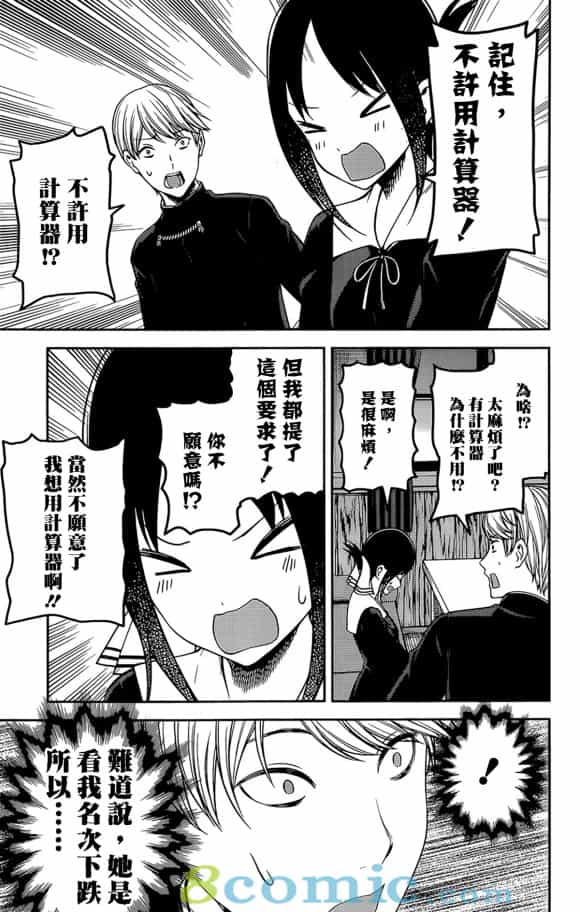 記住，
不許用計算器！
不許用
計算器!?
為啥!?
太麻煩了吧？
有計算器
為什麼不用!?
是啊，
是很麻煩！
但我都提了
這個要求了！
你不
願意嗎!?
當然不願意了
我想用計算器啊!!
！
難道說，她是
看我名次下跌
所以……
8comic.com